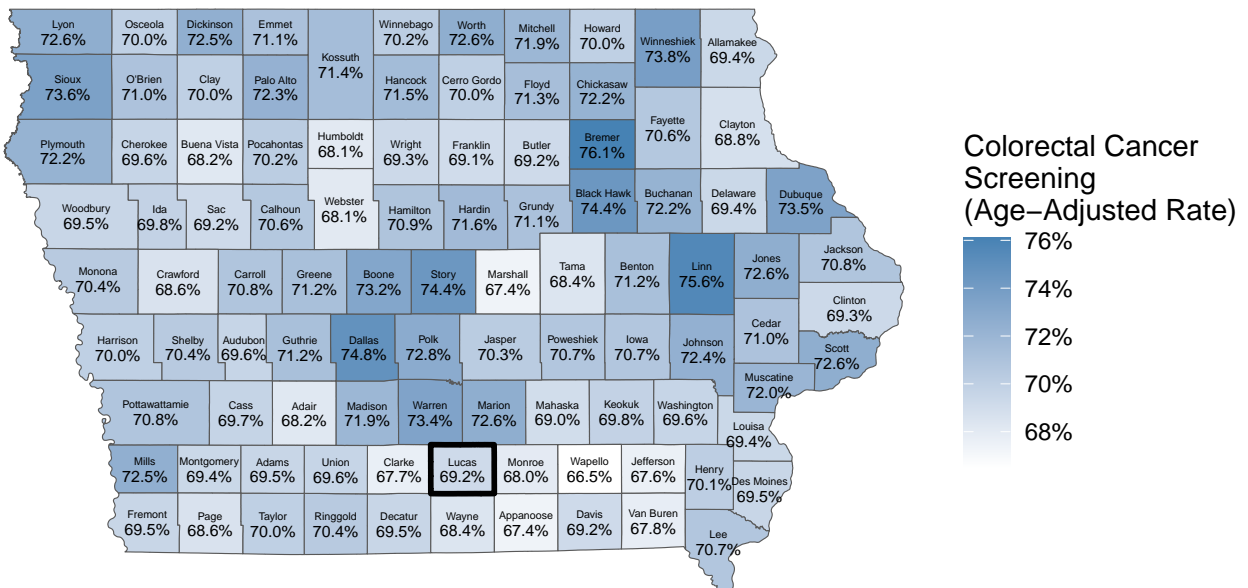 Lyon
72.6%
Osceola
70.0%
Dickinson
72.5%
Emmet
71.1%
Kossuth
71.4%
Winnebago
70.2%
Worth
72.6%
Mitchell
71.9%
Howard
70.0%
Winneshiek
73.8%
Allamakee
69.4%
Sioux
73.6%
O'Brien
71.0%
Clay
70.0%
Palo Alto
72.3%
Hancock
71.5%
Cerro Gordo
70.0%
Floyd
71.3%
Chickasaw
72.2%
Fayette
70.6%
Clayton
68.8%
Plymouth
72.2%
Cherokee
69.6%
Buena Vista
68.2%
Pocahontas
70.2%
Humboldt
68.1%
Wright
69.3%
Franklin
69.1%
Butler
69.2%
Bremer
76.1%
Woodbury
69.5%
Ida
69.8%
Sac
69.2%
Calhoun
70.6%
Webster
68.1%
Hamilton
70.9%
Hardin
71.6%
Grundy
71.1%
Black Hawk
74.4%
Buchanan
72.2%
Delaware
69.4%
Dubuque
73.5%
Monona
70.4%
Crawford
68.6%
Carroll
70.8%
Greene
71.2%
Boone
73.2%
Story
74.4%
Marshall
67.4%
Tama
68.4%
Benton
71.2%
Linn
75.6%
Jones
72.6%
Jackson
70.8%
Clinton
69.3%
Harrison
70.0%
Shelby
70.4%
Audubon
69.6%
Guthrie
71.2%
Dallas
74.8%
Polk
72.8%
Jasper
70.3%
Poweshiek
70.7%
Iowa
70.7%
Johnson
72.4%
Cedar
71.0%
Scott
72.6%
Muscatine
72.0%
Pottawattamie
70.8%
Cass
69.7%
Adair
68.2%
Madison
71.9%
Warren
73.4%
Marion
72.6%
Mahaska
69.0%
Keokuk
69.8%
Washington
69.6%
Louisa
69.4%
Mills
72.5%
Montgomery
69.4%
Adams
69.5%
Union
69.6%
Clarke
67.7%
Lucas
69.2%
Monroe
68.0%
Wapello
66.5%
Jefferson
67.6%
Henry
70.1%
Des Moines
69.5%
Fremont
69.5%
Page
68.6%
Taylor
70.0%
Ringgold
70.4%
Decatur
69.5%
Wayne
68.4%
Appanoose
67.4%
Davis
69.2%
Van Buren
67.8%
Lee
70.7%
Colorectal Cancer
Screening
(Age−Adjusted Rate)
76%
74%
72%
70%
68%